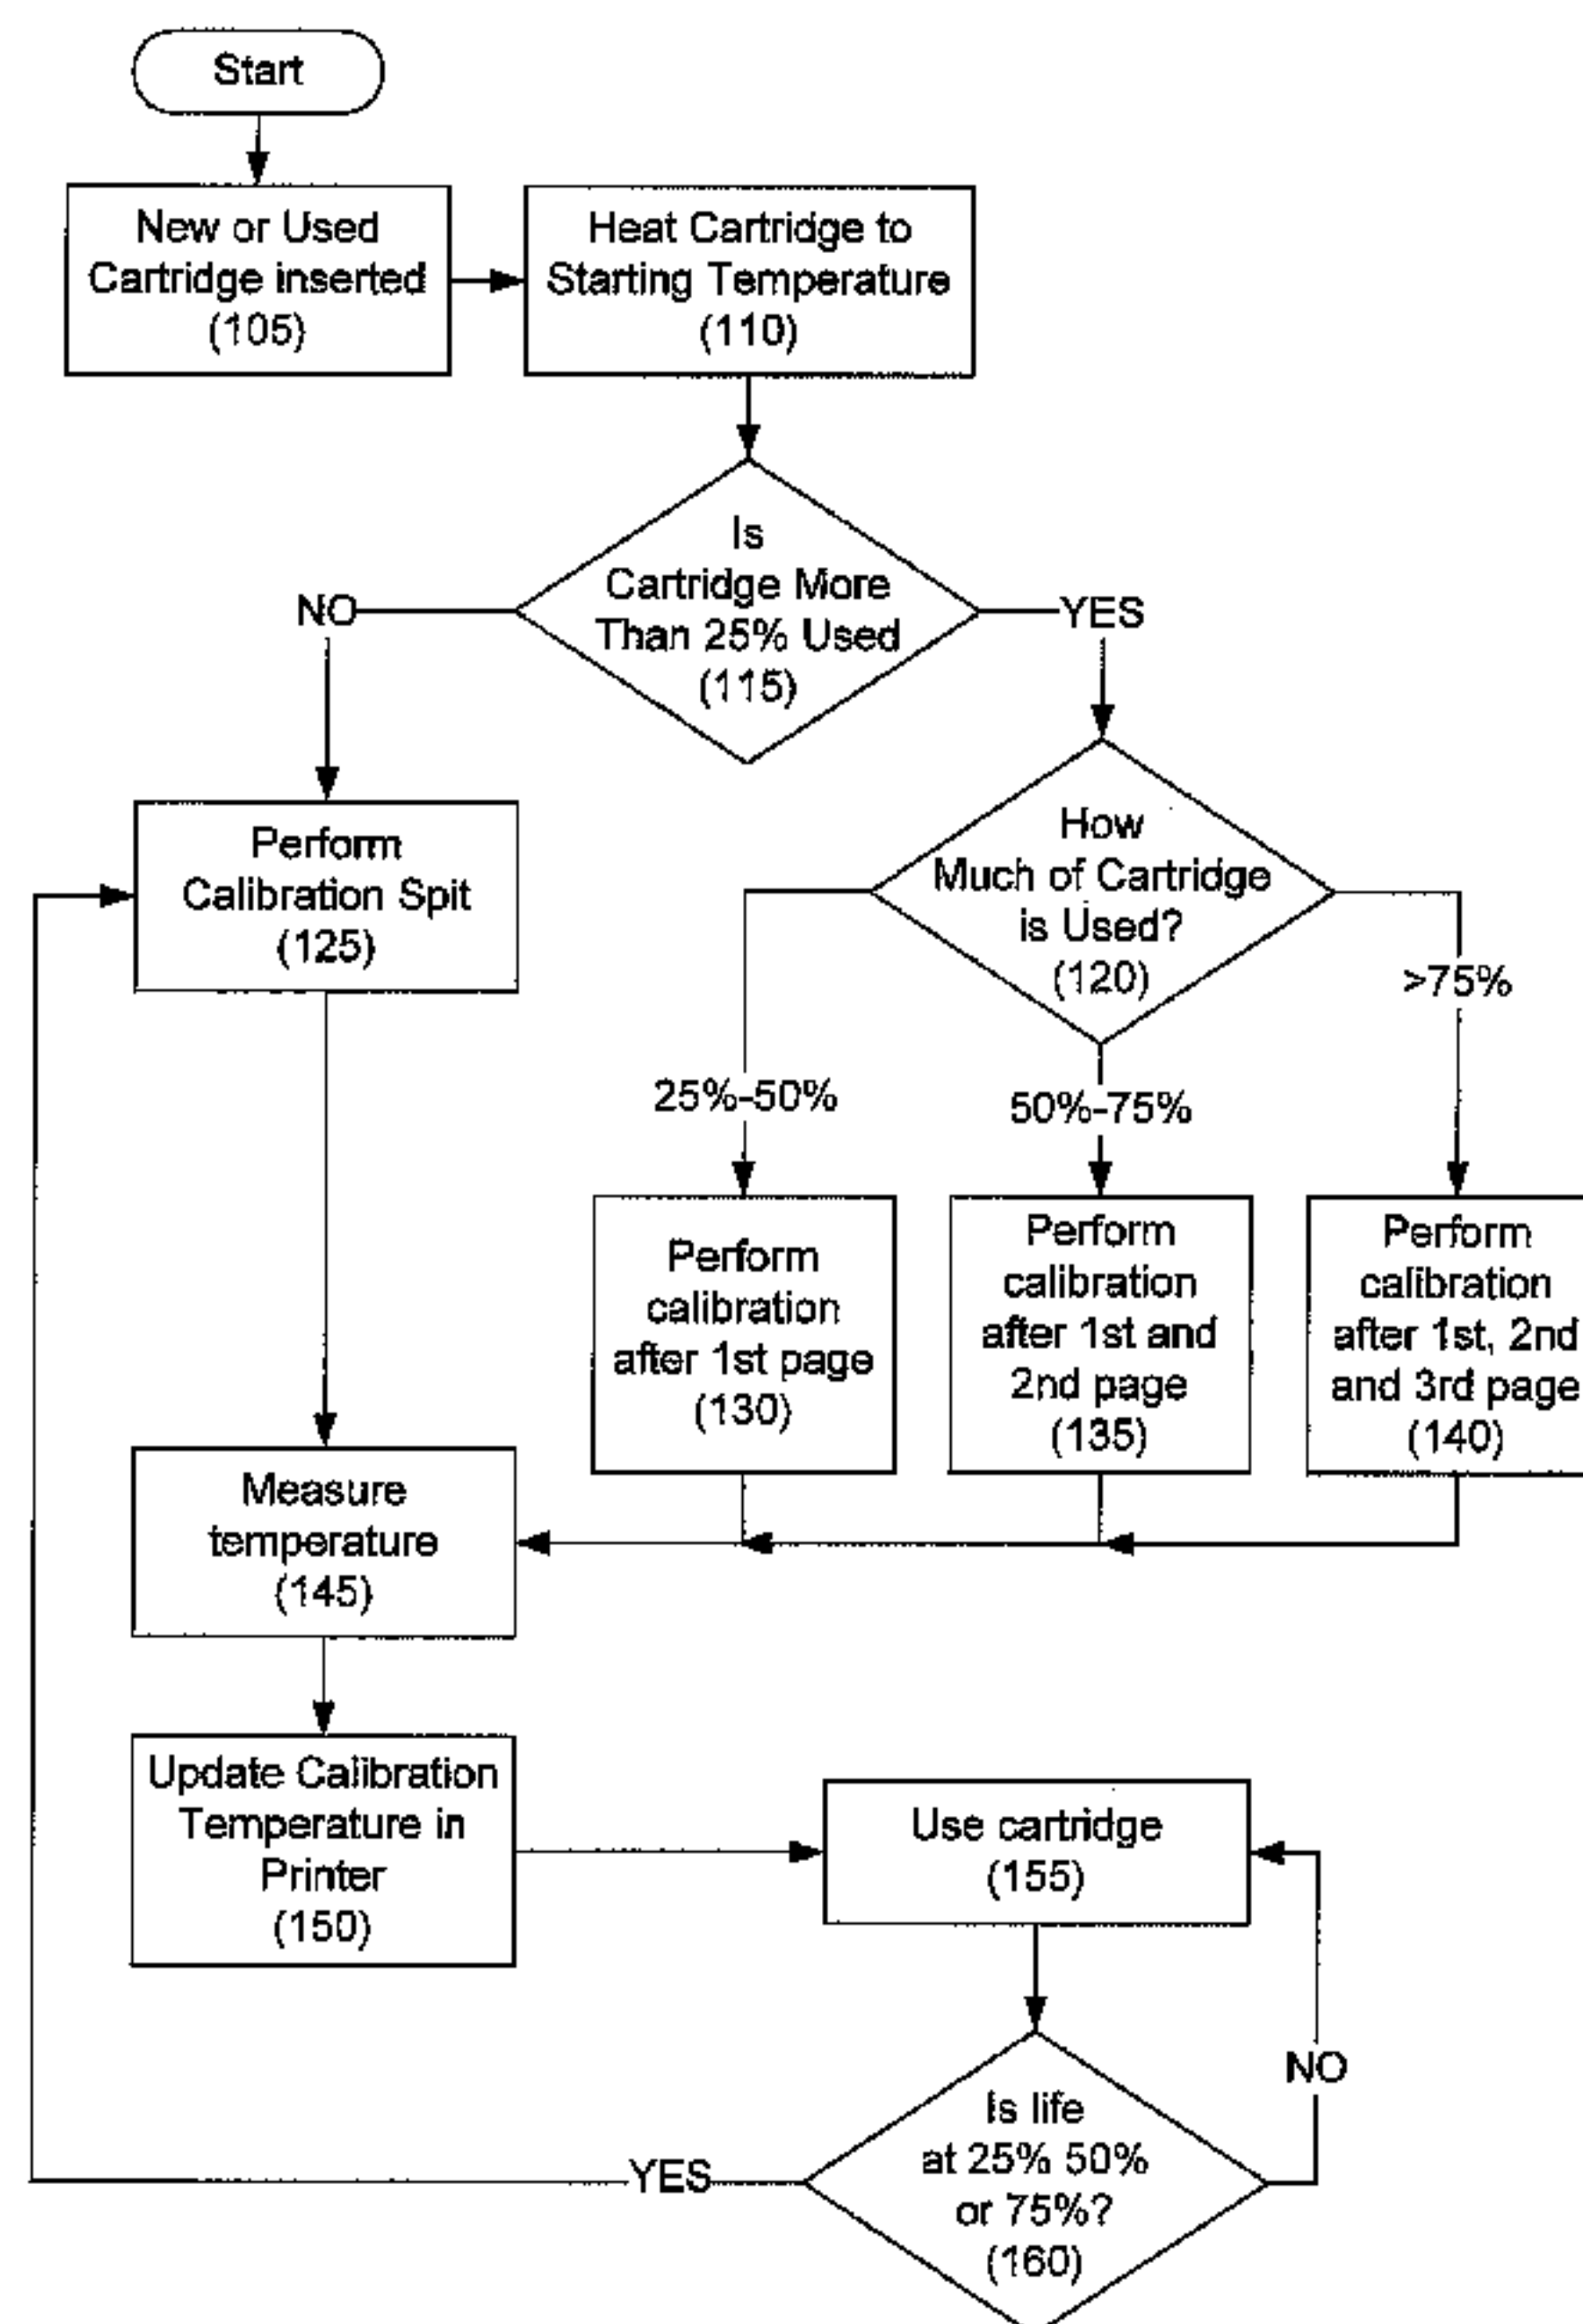 Start
New or Used
Cartridge inserted
(105)
Heat Cartridge to
Starting Temperature
(110)
Is
Cartridge More
Than 25% Used
(115)
NO
YES
Perform
Calibration Spit
(125)
How
Much of Cartridge
is Used?
(120)
>75%
25%-50%
50%-75%
Perform
calibration
after 1st page
(130)
Perform
calibration
after 1st and
2nd page
(135)
Perform
calibration
after 1st, 2nd
and 3rd page
(140)
Measure
temperature
(145)
Update Calibration
Temperature in
Printer
(150)
Use cartridge
(155)
NO
Is life
at 25% 50%
or 75%?
(160)
YES